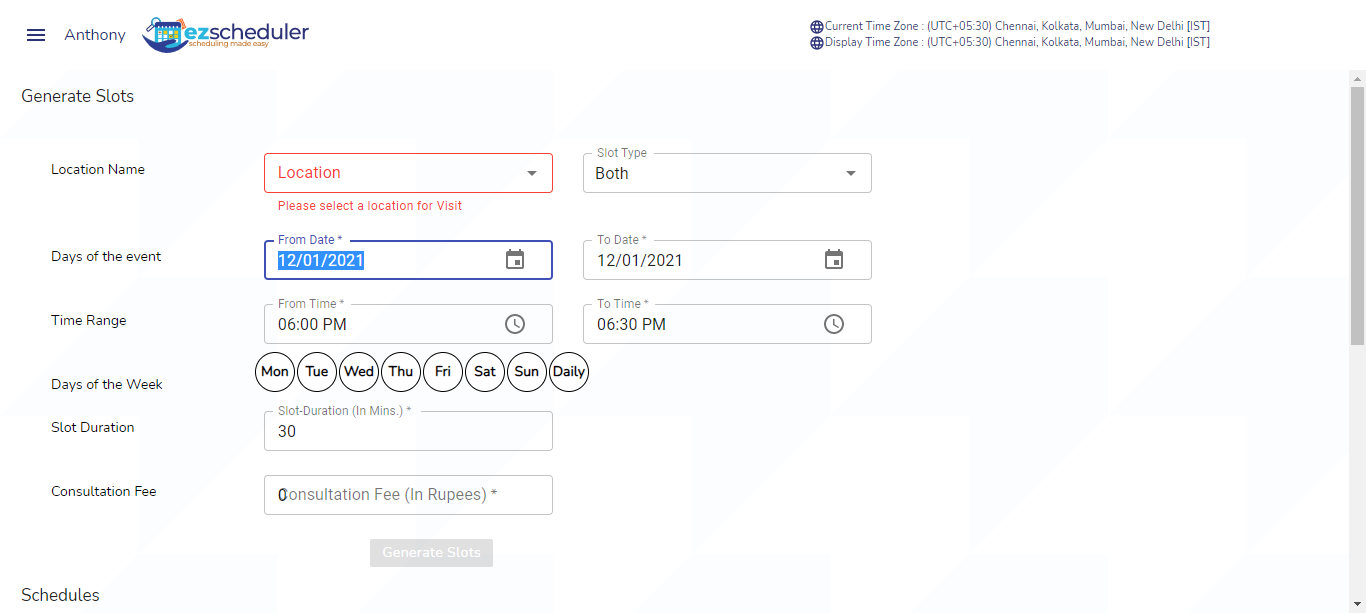 Anthony
ezscheduler
scheduling made easy
Current Time Zone : (UTC+05:30) Chennai, Kolkata, Mumbai, New Delhi [IST]
Display Time Zone : (UTC+05:30) Chennai, Kolkata, Mumbai, New Delhi [IST]
Generate Slots
Location Name
Location
Please select a location for Visit
Slot Type
Both
Days of the event
From Date *
12/01/2021
To Date *
12/01/2021
Time Range
From Time *
06:00 PM
To Time *
06:30 PM
Days of the Week
Mon Tue Wed Thu Fri Sat Sun Daily
Slot Duration
Slot-Duration (In Mins.) *
30
Consultation Fee
0
Consultation Fee (In Rupees) *
Generate Slots
Schedules